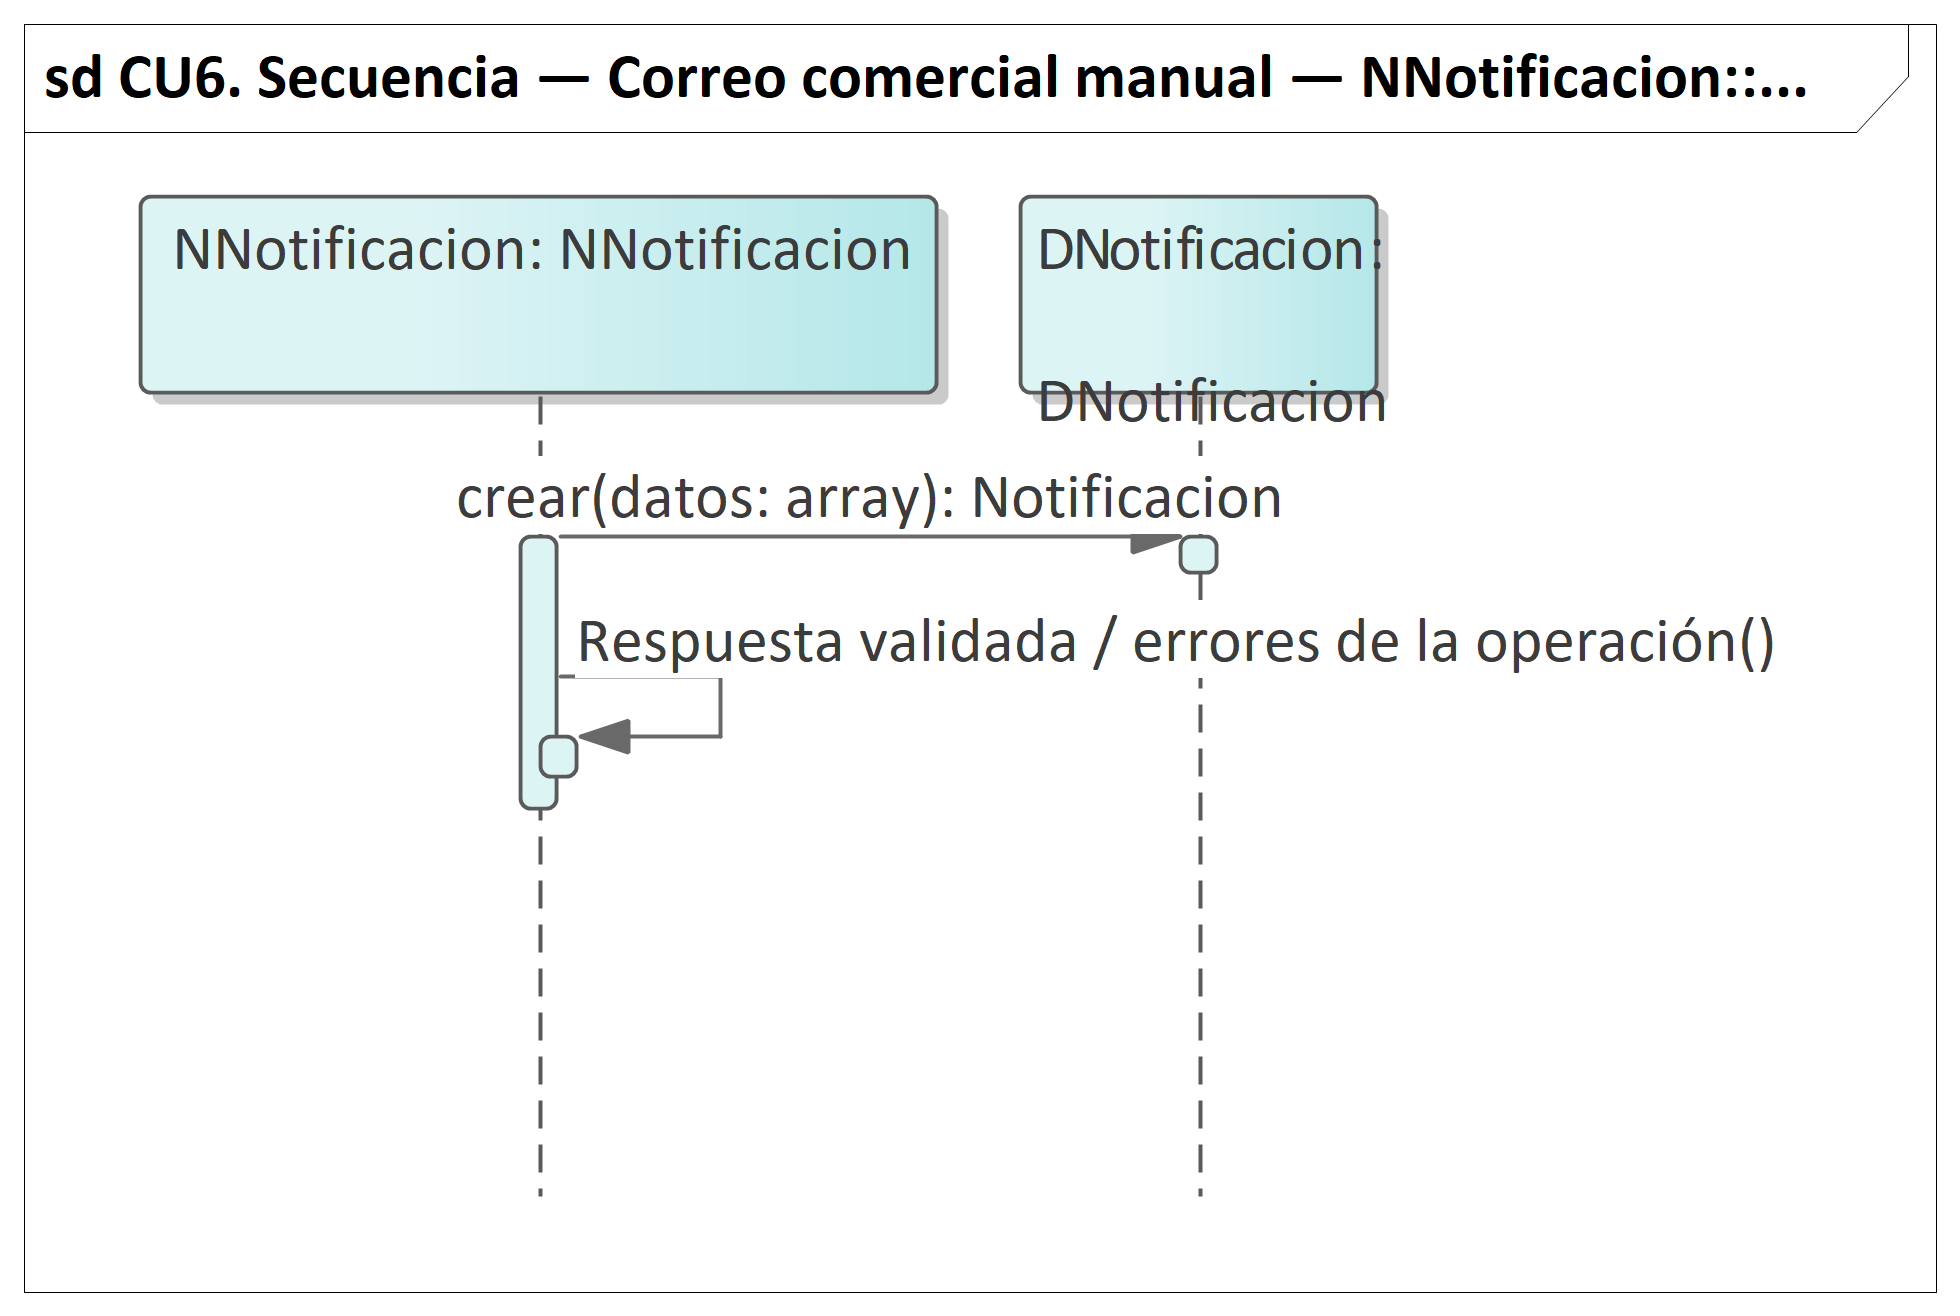 sd CU6. Secuencia — Correo comercial manual — NNotificacion::...
NNotificacion: NNotificacion
DNotificacion:
DNotificacion
crear(datos: array): Notificacion
Respuesta validada / errores de la operación()